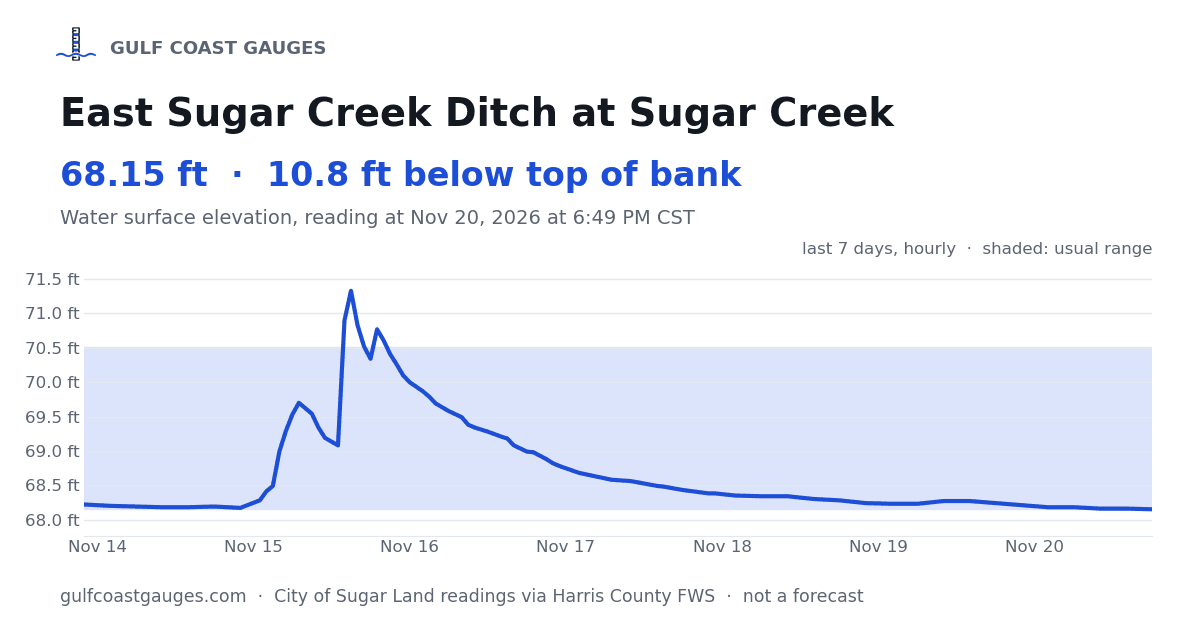 GULF COAST GAUGES
East Sugar Creek Ditch at Sugar Creek
68.15 ft · 10.8 ft below top of bank
Water surface elevation, reading at Nov 20, 2026 at 6:49 PM CST
last 7 days, hourly · shaded: usual range
71.5 ft
71.0 ft
70.5 ft
70.0 ft
69.5 ft
69.0 ft
68.5 ft
68.0 ft
Nov 14 Nov 15 Nov 16 Nov 17 Nov 18 Nov 19 Nov 20
gulfcoastgauges.com · City of Sugar Land readings via Harris County FWS · not a forecast